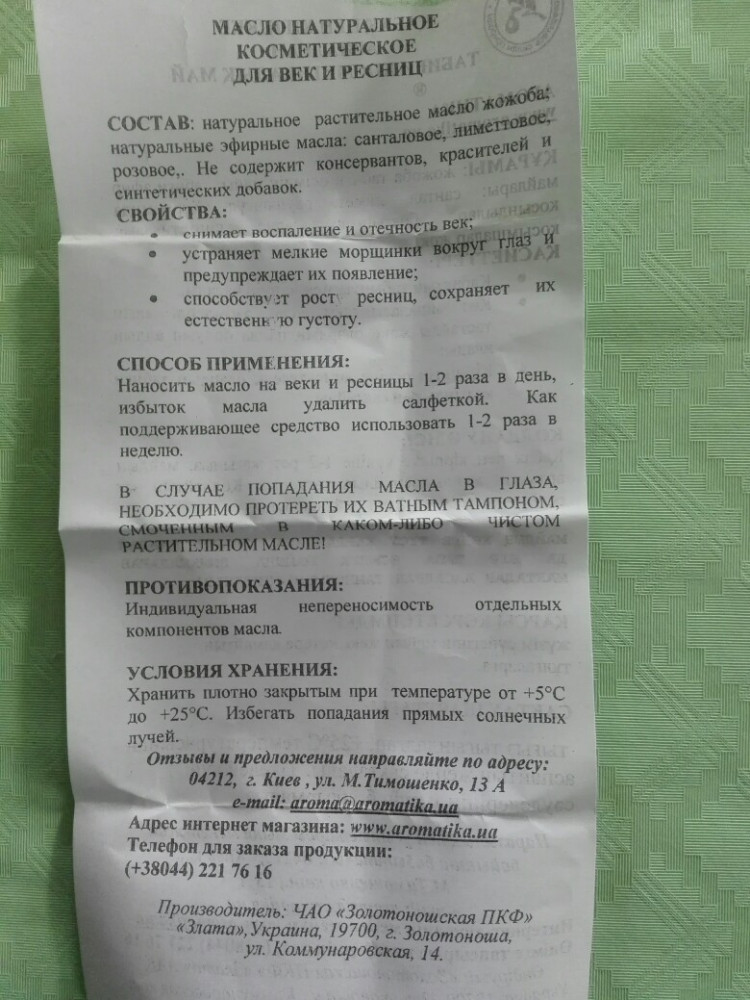 МАСЛО НАТУРАЛЬНОЕ
КОСМЕТИЧЕСКОЕ
ДЛЯ ВЕК И РЕСНИЦ
СОСТАВ: натуральное растительное масло жожоба;
натуральные эфирные масла: санталовое, лиметтовое,
розовое,. Не содержит консервантов, красителей и
синтетических добавок.
СВОЙСТВА:
• снимает воспаление и отечность век;
• устраняет мелкие морщинки вокруг глаз и
предупреждает их появление;
• способствует рост ресниц, сохраняет их
естественную густоту.
СПОСОБ ПРИМЕНЕНИЯ:
Наносить масло на веки и ресницы 1-2 раза в день,
избыток масла удалить салфеткой. Как
поддерживающее средство использовать 1-2 раза в
неделю.
В СЛУЧАЕ ПОПАДАНИЯ МАСЛА В ГЛАЗА,
НЕОБХОДИМО ПРОТЕРЕТЬ ИХ ВАТНЫМ ТАМПОНОМ,
СМОЧЕННЫМ В КАКОМ-ЛИБО ЧИСТОМ
РАСТИТЕЛЬНОМ МАСЛЕ!
ПРОТИВОПОКАЗАНИЯ:
Индивидуальная непереносимость отдельных
компонентов масла.
УСЛОВИЯ ХРАНЕНИЯ:
Хранить плотно закрытым при температуре от +5°С
до +25°С. Избегать попадания прямых солнечных
лучей.
Отзывы и предложения направляйте по адресу:
04212, г. Киев , ул. М.Тимошенко, 13 А
e-mail: aroma@aromatika.ua
Адрес интернет магазина: www.aromatika.ua
Телефон для заказа продукции:
(+38044) 221 76 16
Производитель: ЧАО «Золотоношская ПКФ»
«Злата», Украина, 19700, г. Золотоноша,
ул. Коммунаровская, 14.